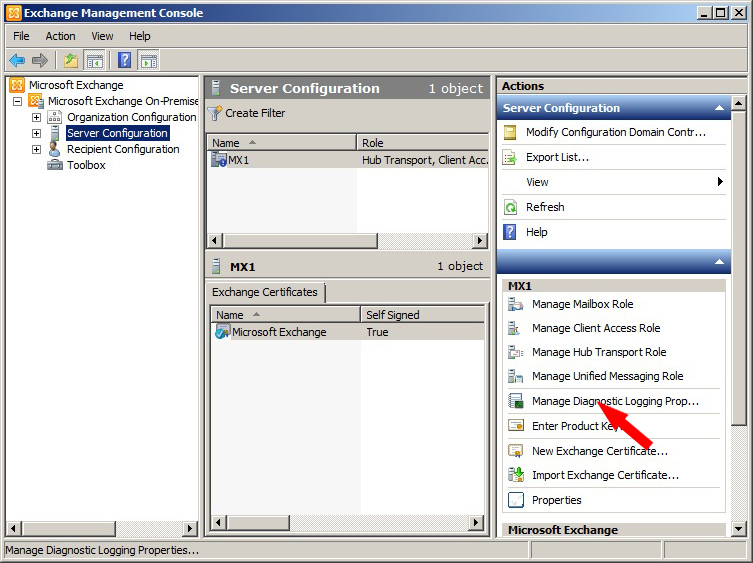 Exchange Management Console
File Action View Help
Microsoft Exchange
Microsoft Exchange On-Premise
Organization Configuration
Server Configuration
Recipient Configuration
Toolbox
Server Configuration 1 object
Create Filter
Name Role
MX1 Hub Transport, Client Acc.
MX1 1 object
Exchange Certificates
Name Self Signed
Microsoft Exchange True
Actions
Server Configuration
Modify Configuration Domain Contr...
Export List...
View
Refresh
Help
MX1
Manage Mailbox Role
Manage Client Access Role
Manage Hub Transport Role
Manage Unified Messaging Role
Manage Diagnostic Logging Prop...
Enter Product Key
New Exchange Certificate...
Import Exchange Certificate...
Properties
Microsoft Exchange
Manage Diagnostic Logging Properties...